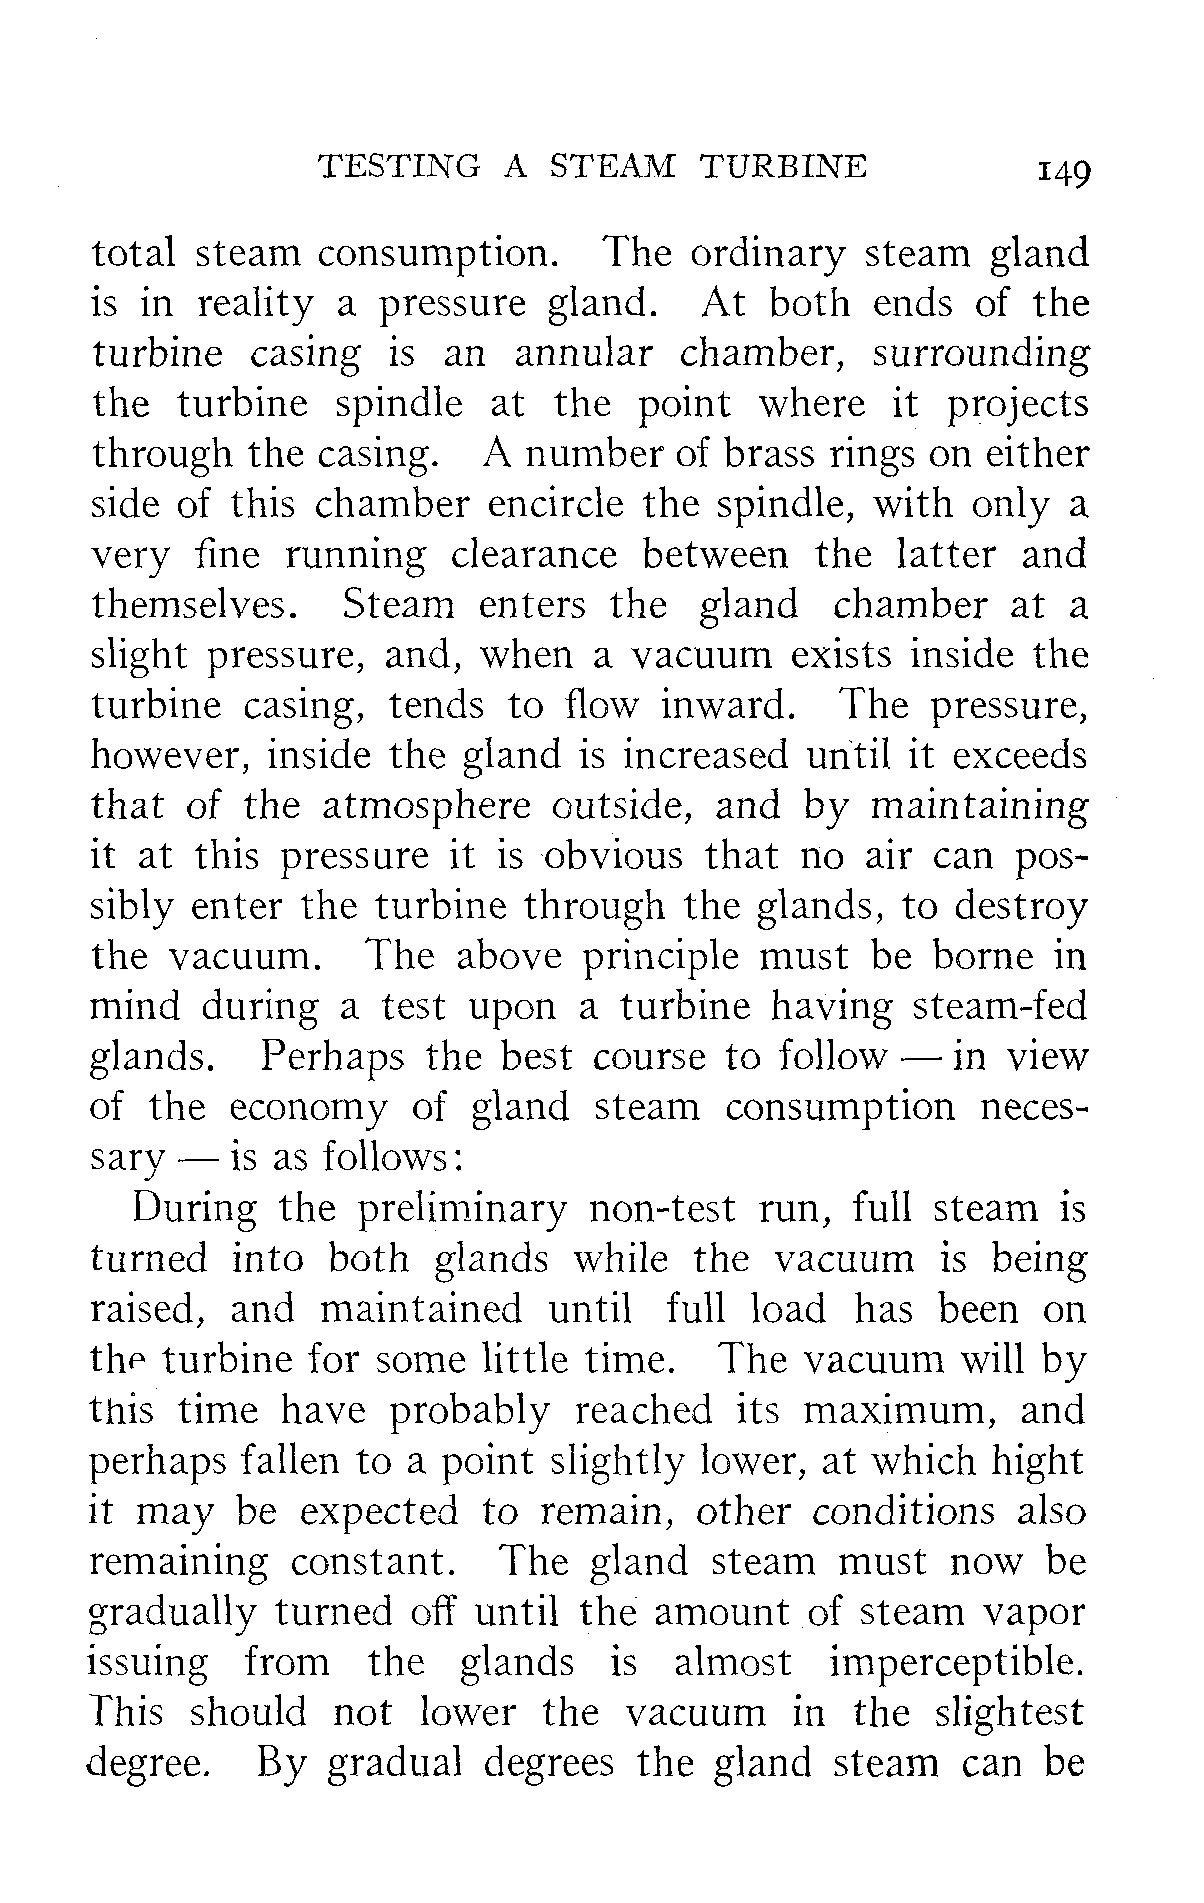 TESTING A STEAM TURBINE 149
total steam consumption. The ordinary steam gland
is in reality a pressure gland. At both ends of the
turbine casing is an annular chamber, surrounding
the turbine spindle at the point where it projects
through the casing. A number of brass rings on either
side of this chamber encircle the spindle, with only a
very fine running clearance between the latter and
themselves. Steam enters the gland chamber at a
slight pressure, and, when a vacuum exists inside the
turbine casing, tends to flow inward. The pressure,
however, inside the gland is increased until it exceeds
that of the atmosphere outside, and by maintaining
it at this pressure it is obvious that no air can pos-
sibly enter the turbine through the glands, to destroy
the vacuum. The above principle must be borne in
mind during a test upon a turbine having steam-fed
glands. Perhaps the best course to follow — in view
of the economy of gland steam consumption neces-
sary — is as follows:
During the preliminary non-test run, full steam is
turned into both glands while the vacuum is being
raised, and maintained until full load has been on
the turbine for some little time. The vacuum will by
this time have probably reached its maximum, and
perhaps fallen to a point slightly lower, at which hight
it may be expected to remain, other conditions also
remaining constant. The gland steam must now be
gradually turned off until the amount of steam vapor
issuing from the glands is almost imperceptible.
This should not lower the vacuum in the slightest
degree. By gradual degrees the gland steam can be